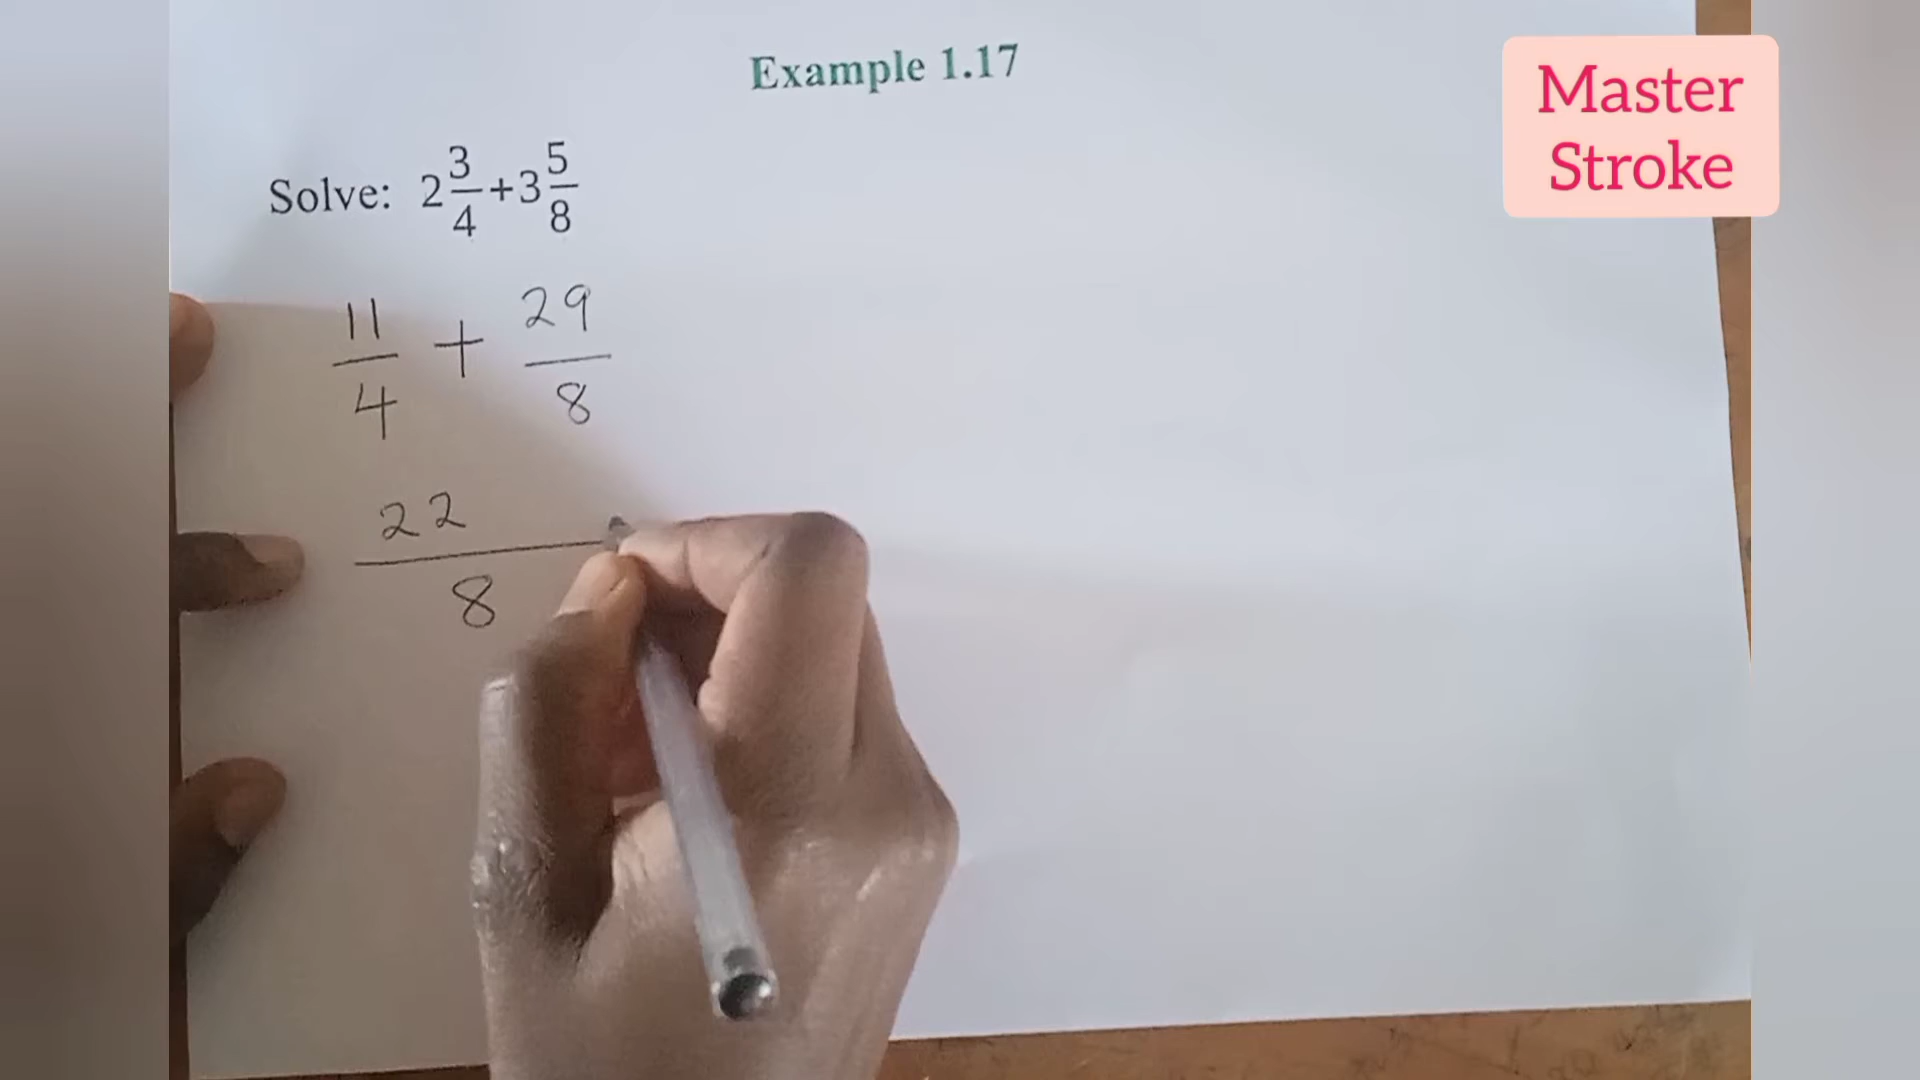 Example 1.17
Master
Stroke
Solve: 2 3/4 + 3 5/8
11/4 + 29/8
22/8